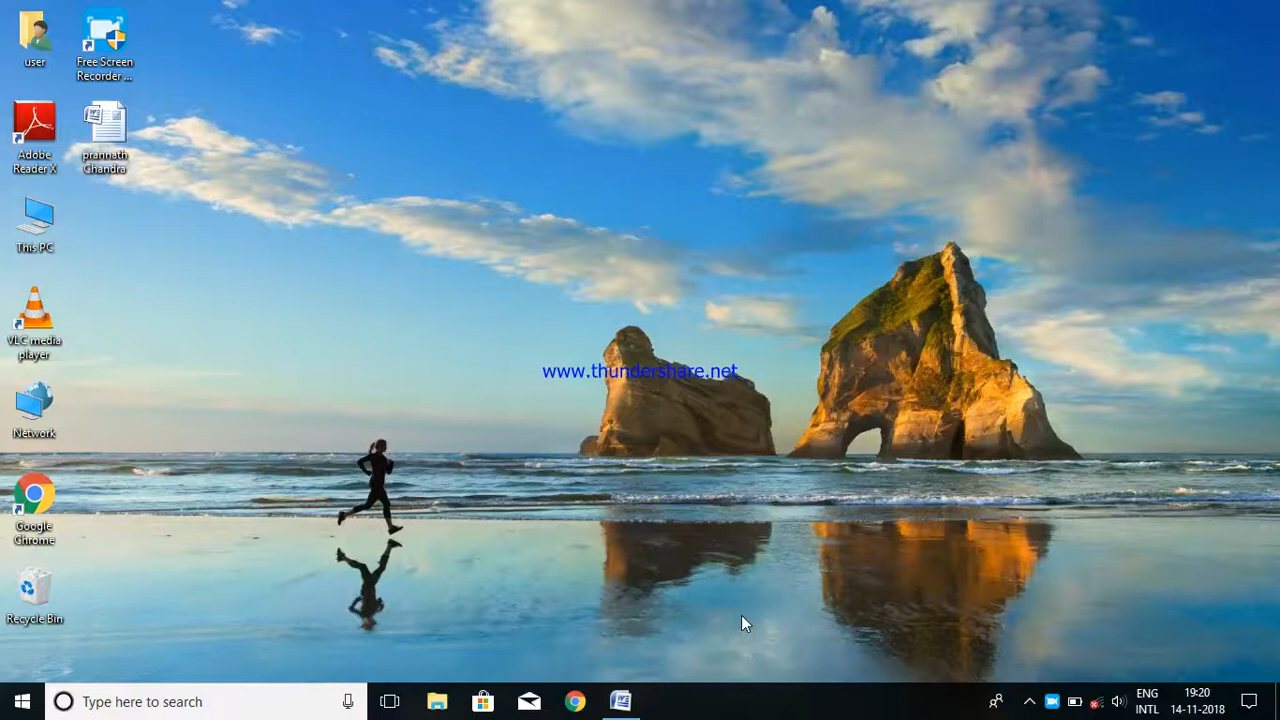 user
Free Screen
Recorder ...
Adobe
Reader X
prannath
Chandra
This PC
VLC media
player
www.thundershare.net
Network
Google
Chrome
Recycle Bin
Type here to search
ENG
INTL
19:20
14-11-2018